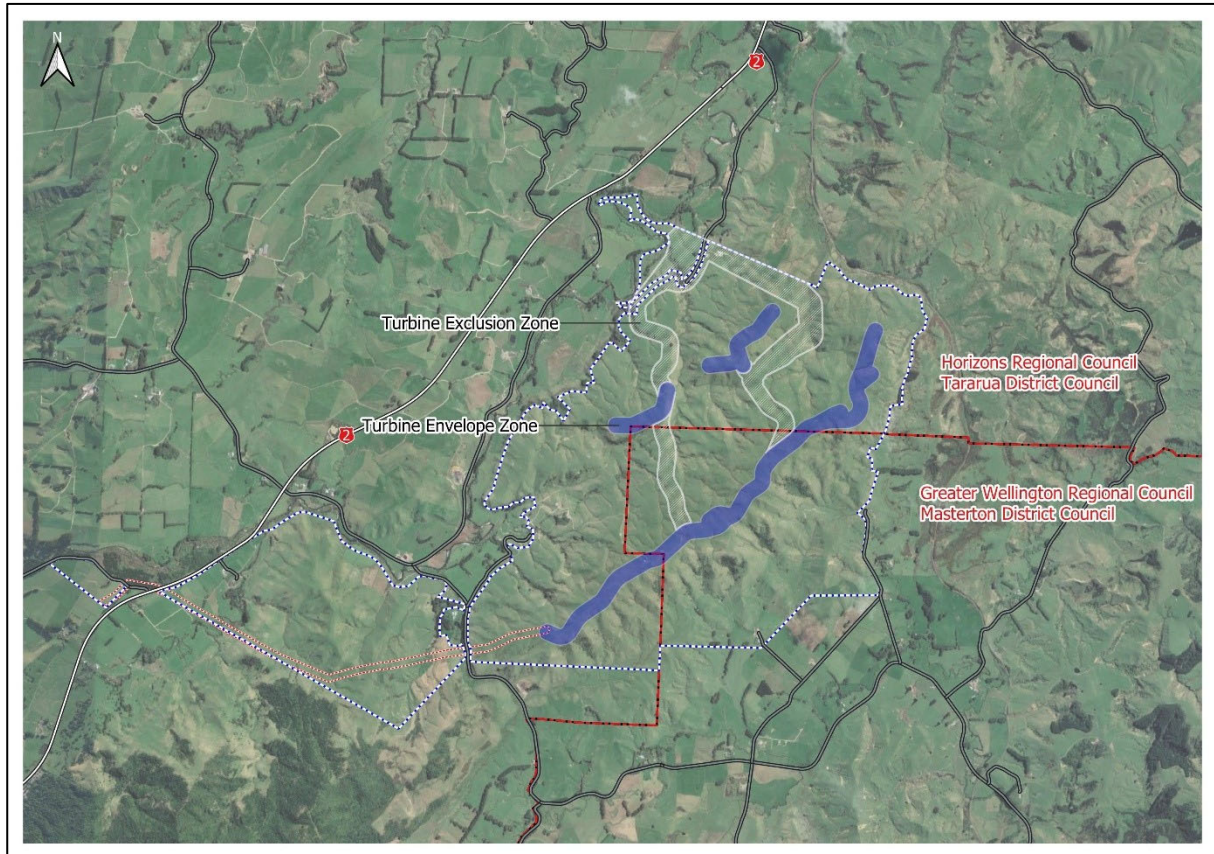 N
2
Turbine Exclusion Zone
Horizons Regional Council
Tararua District Council
Turbine Envelope Zone
2
Greater Wellington Regional Council
Masterton District Council